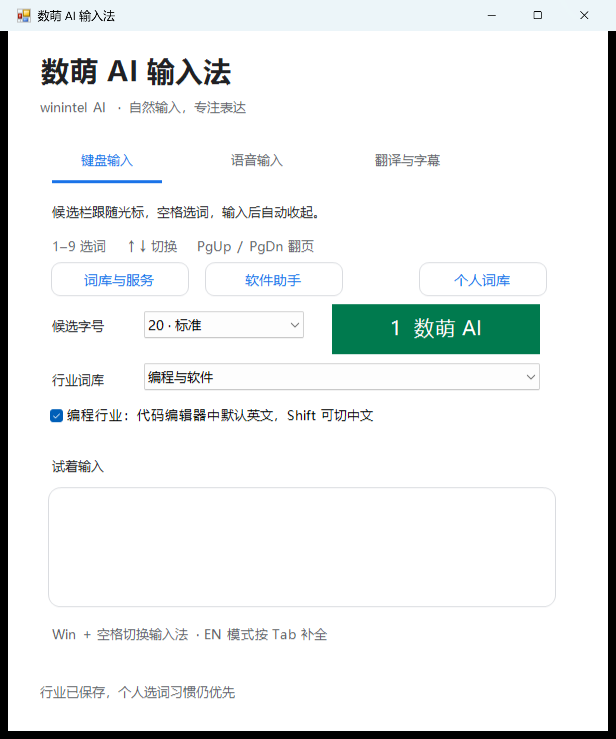 数萌 AI 输入法
数萌 AI 输入法
winintel AI · 自然输入，专注表达
键盘输入 语音输入 翻译与字幕
候选栏跟随光标，空格选词，输入后自动收起。
1–9 选词 ↑↓切换 PgUp / PgDn 翻页
词库与服务 软件助手 个人词库
候选字号 20 · 标准 1 数萌 AI
行业词库 编程与软件
编程行业：代码编辑器中默认英文，Shift 可切中文
试着输入
Win + 空格切换输入法 · EN 模式按 Tab 补全
行业已保存，个人选词习惯仍优先